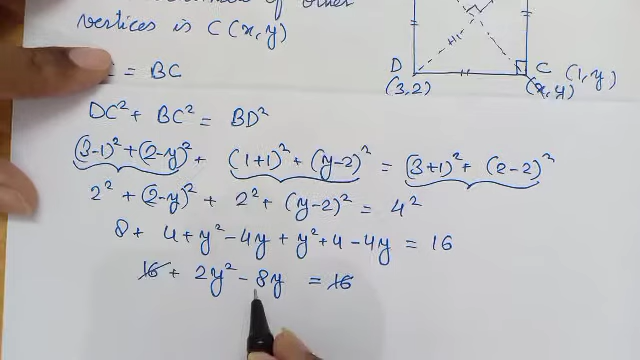 vertices is C(x,y)
= BC
D
(3,2)
C (1,y)
(x,y)
DC² + BC² = BD²
(3-1)² + (2-y)² + (1+1)² + (y-2)² = (3+1)² + (2-2)²
2² + (2-y)² + 2² + (y-2)² = 4²
8 + 4 + y² - 4y + y² + 4 - 4y = 16
16 + 2y² - 8y = 16